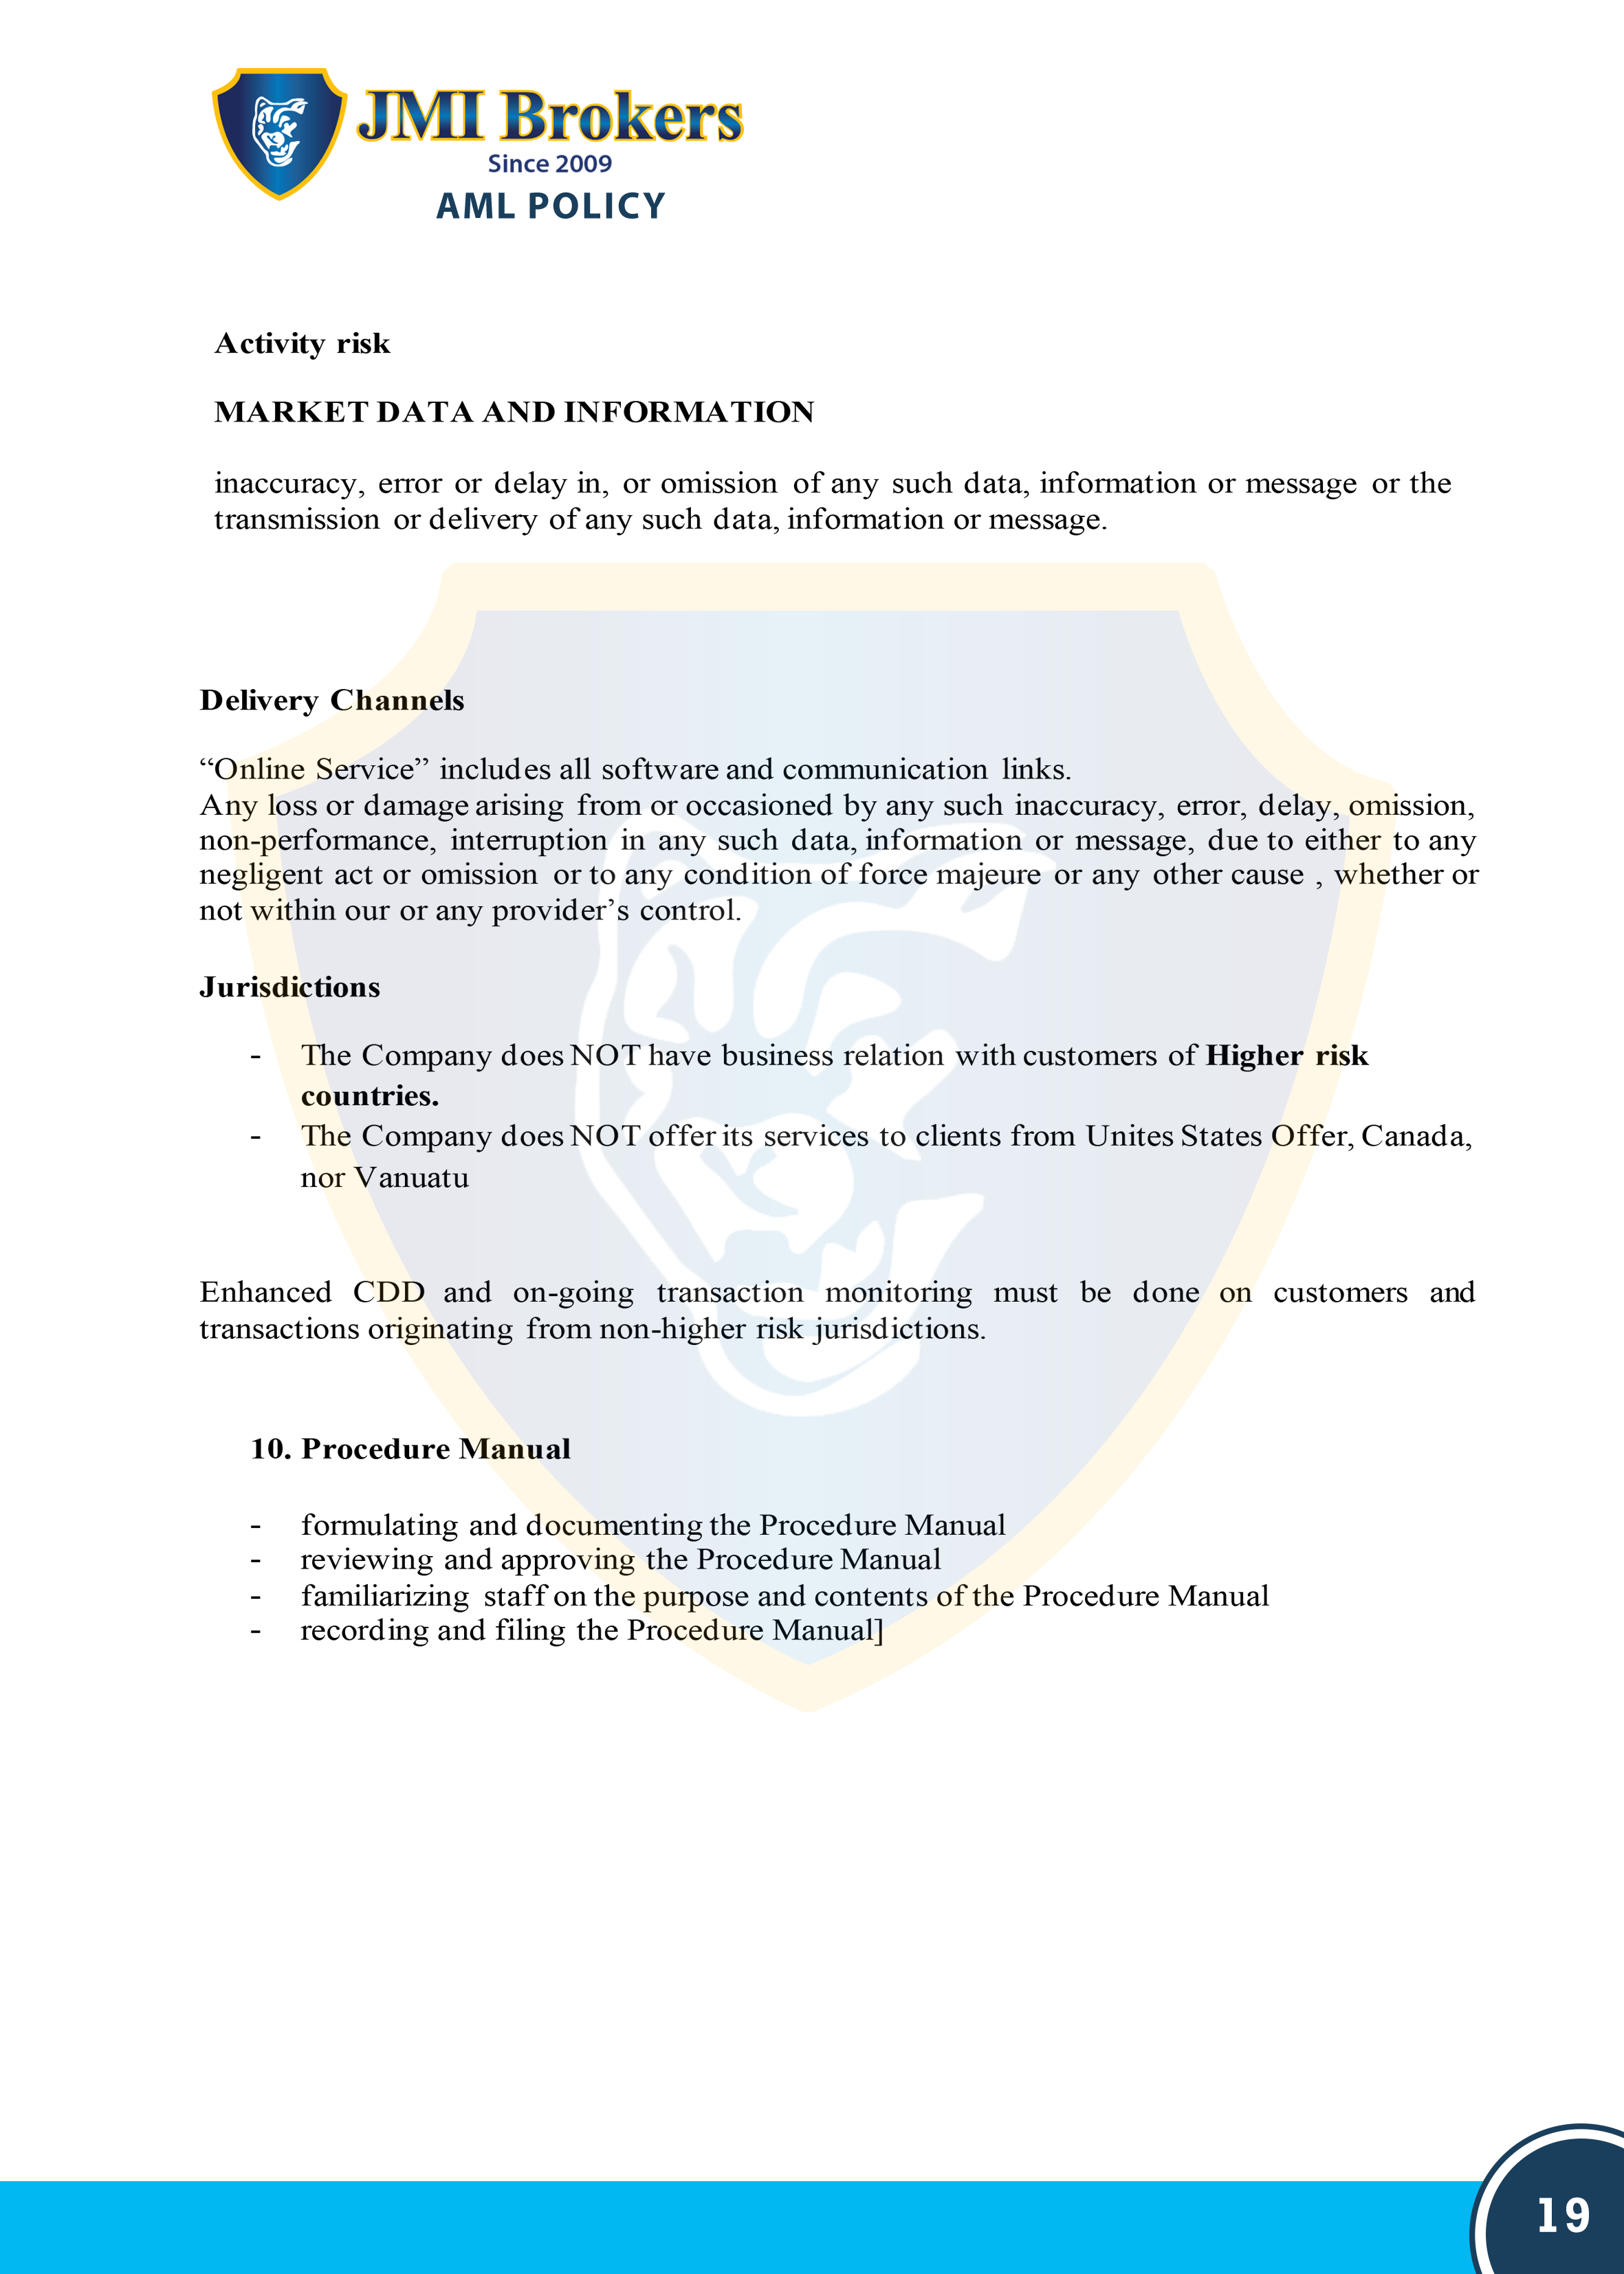 JMI Brokers
Since 2009
AML POLICY
Activity risk
MARKET DATA AND INFORMATION
inaccuracy, error or delay in, or omission of any such data, information or message or the
transmission or delivery of any such data, information or message.
Delivery Channels
“Online Service” includes all software and communication links.
Any loss or damage arising from or occasioned by any such inaccuracy, error, delay, omission,
non-performance, interruption in any such data, information or message, due to either to any
negligent act or omission or to any condition of force majeure or any other cause , whether or
not within our or any provider’s control.
Jurisdictions
- The Company does NOT have business relation with customers of Higher risk
countries.
- The Company does NOT offer its services to clients from Unites States Offer, Canada,
nor Vanuatu
Enhanced CDD and on-going transaction monitoring must be done on customers and
transactions originating from non-higher risk jurisdictions.
10. Procedure Manual
- formulating and documenting the Procedure Manual
- reviewing and approving the Procedure Manual
- familiarizing staff on the purpose and contents of the Procedure Manual
- recording and filing the Procedure Manual]
19